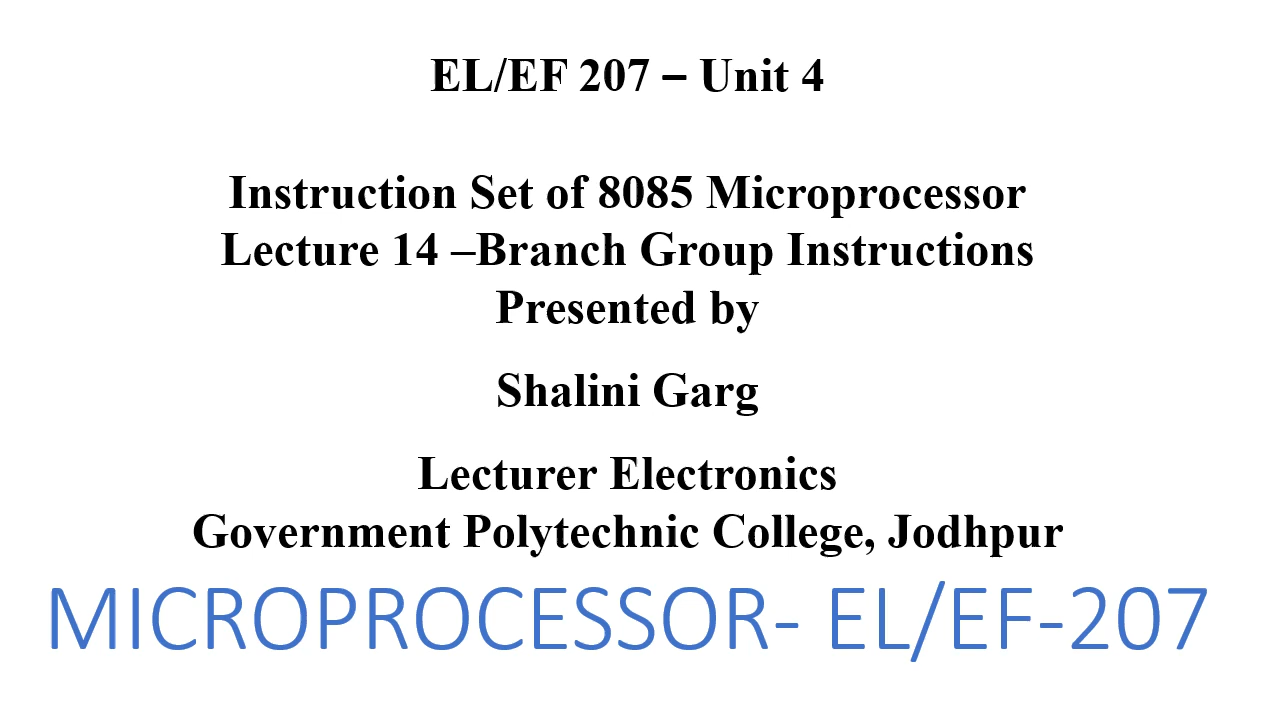 EL/EF 207 – Unit 4
Instruction Set of 8085 Microprocessor
Lecture 14 –Branch Group Instructions
Presented by
Shalini Garg
Lecturer Electronics
Government Polytechnic College, Jodhpur
MICROPROCESSOR- EL/EF-207